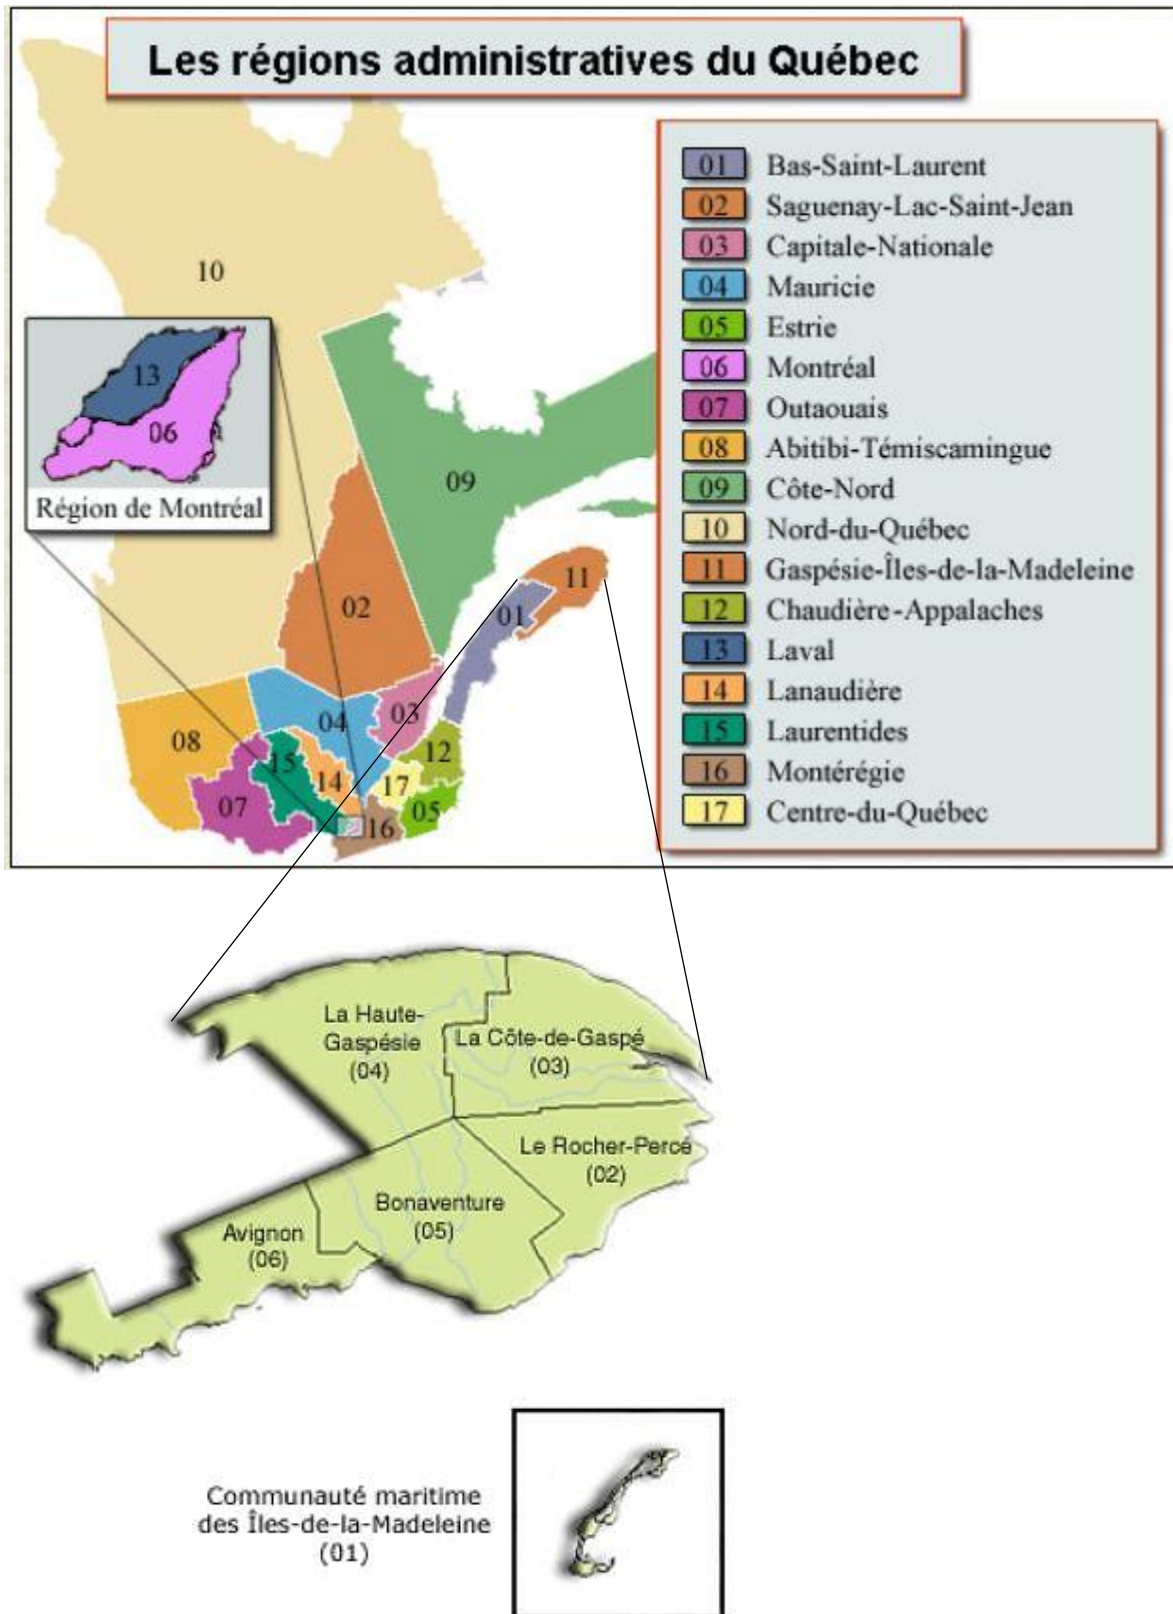 Les régions administratives du Québec
01 Bas-Saint-Laurent
02 Saguenay-Lac-Saint-Jean
03 Capitale-Nationale
04 Mauricie
05 Estrie
06 Montréal
07 Outaouais
08 Abitibi-Témiscamingue
09 Côte-Nord
10 Nord-du-Québec
11 Gaspésie-Îles-de-la-Madeleine
12 Chaudière-Appalaches
13 Laval
14 Lanaudière
15 Laurentides
16 Montérégie
17 Centre-du-Québec
10
13
06
Région de Montréal
09
11
02
01
04
03
08
12
15
14
17
07
05
16
La Haute-
Gaspésie
(04)
La Côte-de-Gaspé
(03)
Le Rocher-Percé
(02)
Bonaventure
(05)
Avignon
(06)
Communauté maritime
des Îles-de-la-Madeleine
(01)